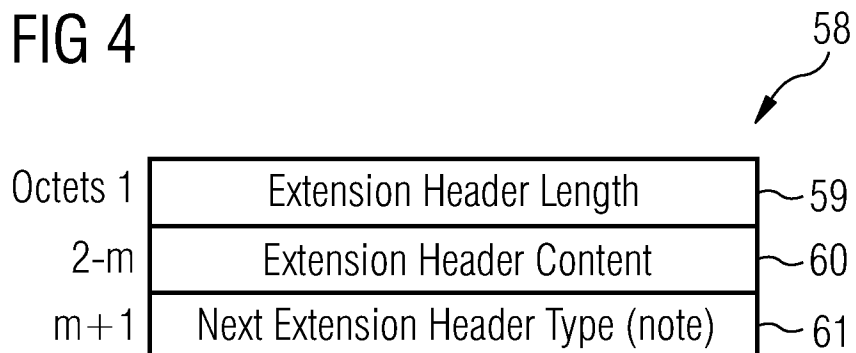 FIG 4
58
Octets 1 Extension Header Length 59
2-m Extension Header Content 60
m+1 Next Extension Header Type (note) 61